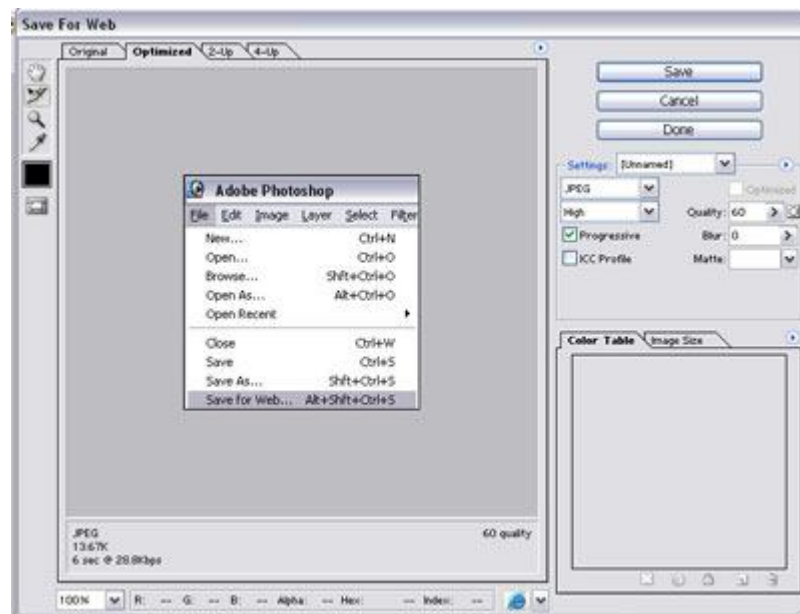 Save For Web
Original Optimized 2-Up 4-Up
Save
Cancel
Done
Settings: [Unnamed]
JPEG Optimized
High Quality: 60
Progressive Blur: 0
ICC Profile Matte:
Adobe Photoshop
File Edit Image Layer Select Filter
New... Ctrl+N
Open... Ctrl+O
Browse... Shft+Ctrl+O
Open As... Alt+Ctrl+O
Open Recent
Close Ctrl+W
Save Ctrl+S
Save As... Shft+Ctrl+S
Save for Web... Alt+Shft+Ctrl+S
Color Table Image Size
JPEG 60 quality
13.67K
6 sec @ 28.8Kbps
100% R: -- G: -- B: -- Alpha: -- Hex: -- Index: --